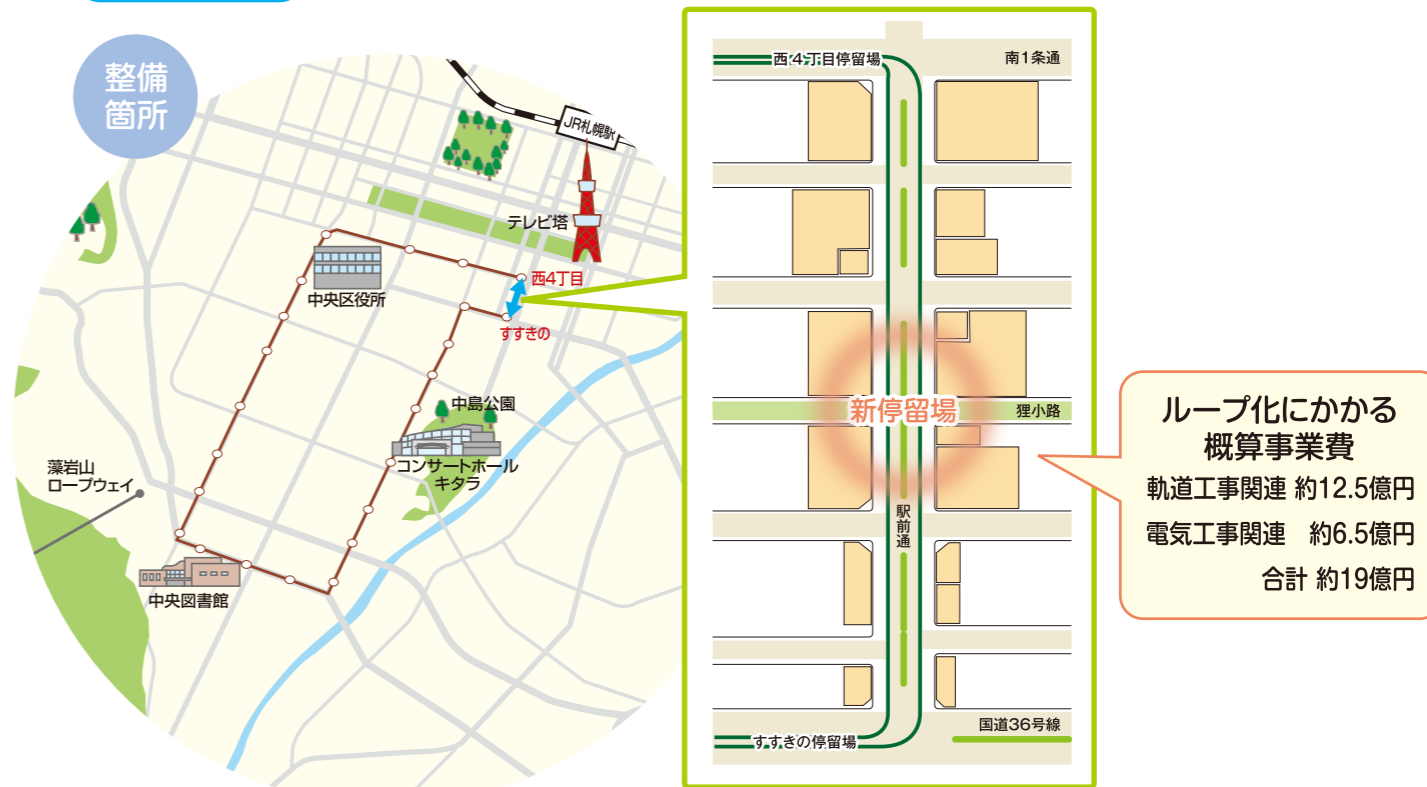 整備
箇所
JR札幌駅
テレビ塔
西4丁目
中央区役所
すすきの
中島公園
コンサートホール
キタラ
藻岩山
ロープウェイ
中央図書館
西4丁目停留場
南1条通
新停留場
狸小路
駅前通
国道36号線
すすきの停留場
ループ化にかかる
概算事業費
軌道工事関連 約12.5億円
電気工事関連 約6.5億円
合計 約19億円